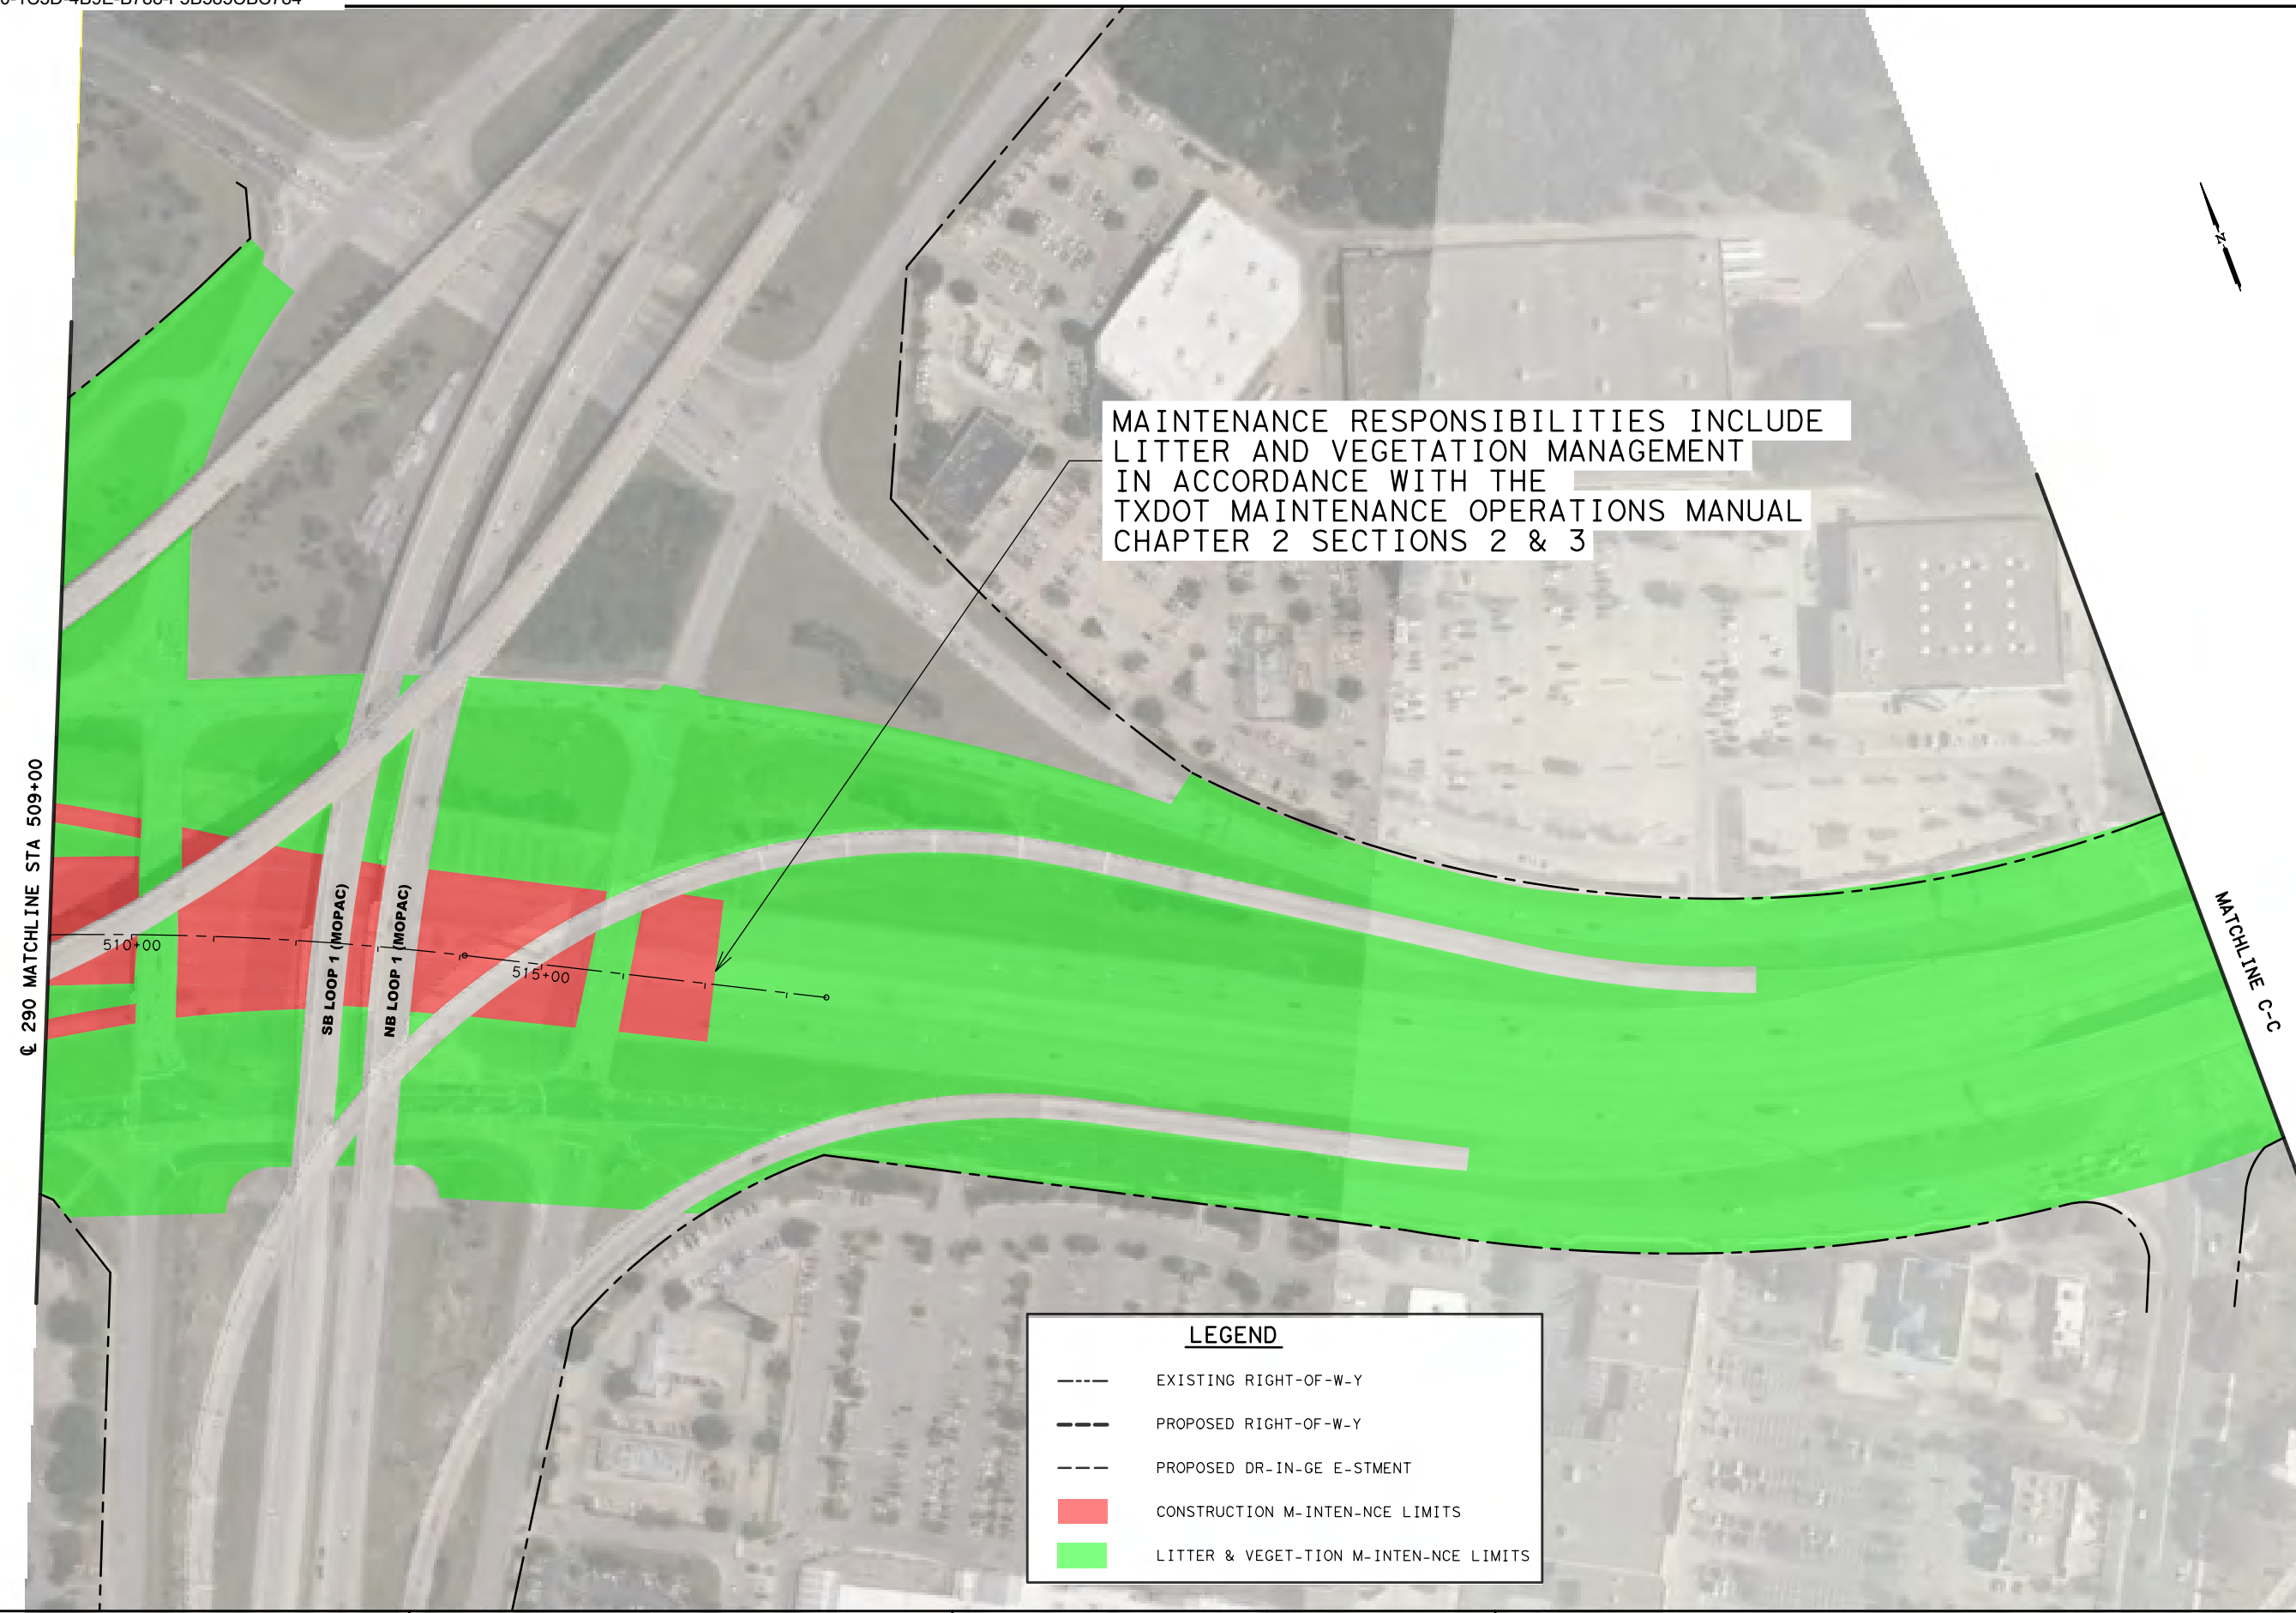 MAINTENANCE RESPONSIBILITIES INCLUDE
LITTER AND VEGETATION MANAGEMENT
IN ACCORDANCE WITH THE
TXDOT MAINTENANCE OPERATIONS MANUAL
CHAPTER 2 SECTIONS 2 & 3
N
℄ 290 MATCHLINE STA 509+00
510+00
SB LOOP 1 (MOPAC)
NB LOOP 1 (MOPAC)
515+00
MATCHLINE C-C
LEGEND
EXISTING RIGHT-OF-W-Y
PROPOSED RIGHT-OF-W-Y
PROPOSED DR-IN-GE E-STMENT
CONSTRUCTION M-INTEN-NCE LIMITS
LITTER & VEGET-TION M-INTEN-NCE LIMITS